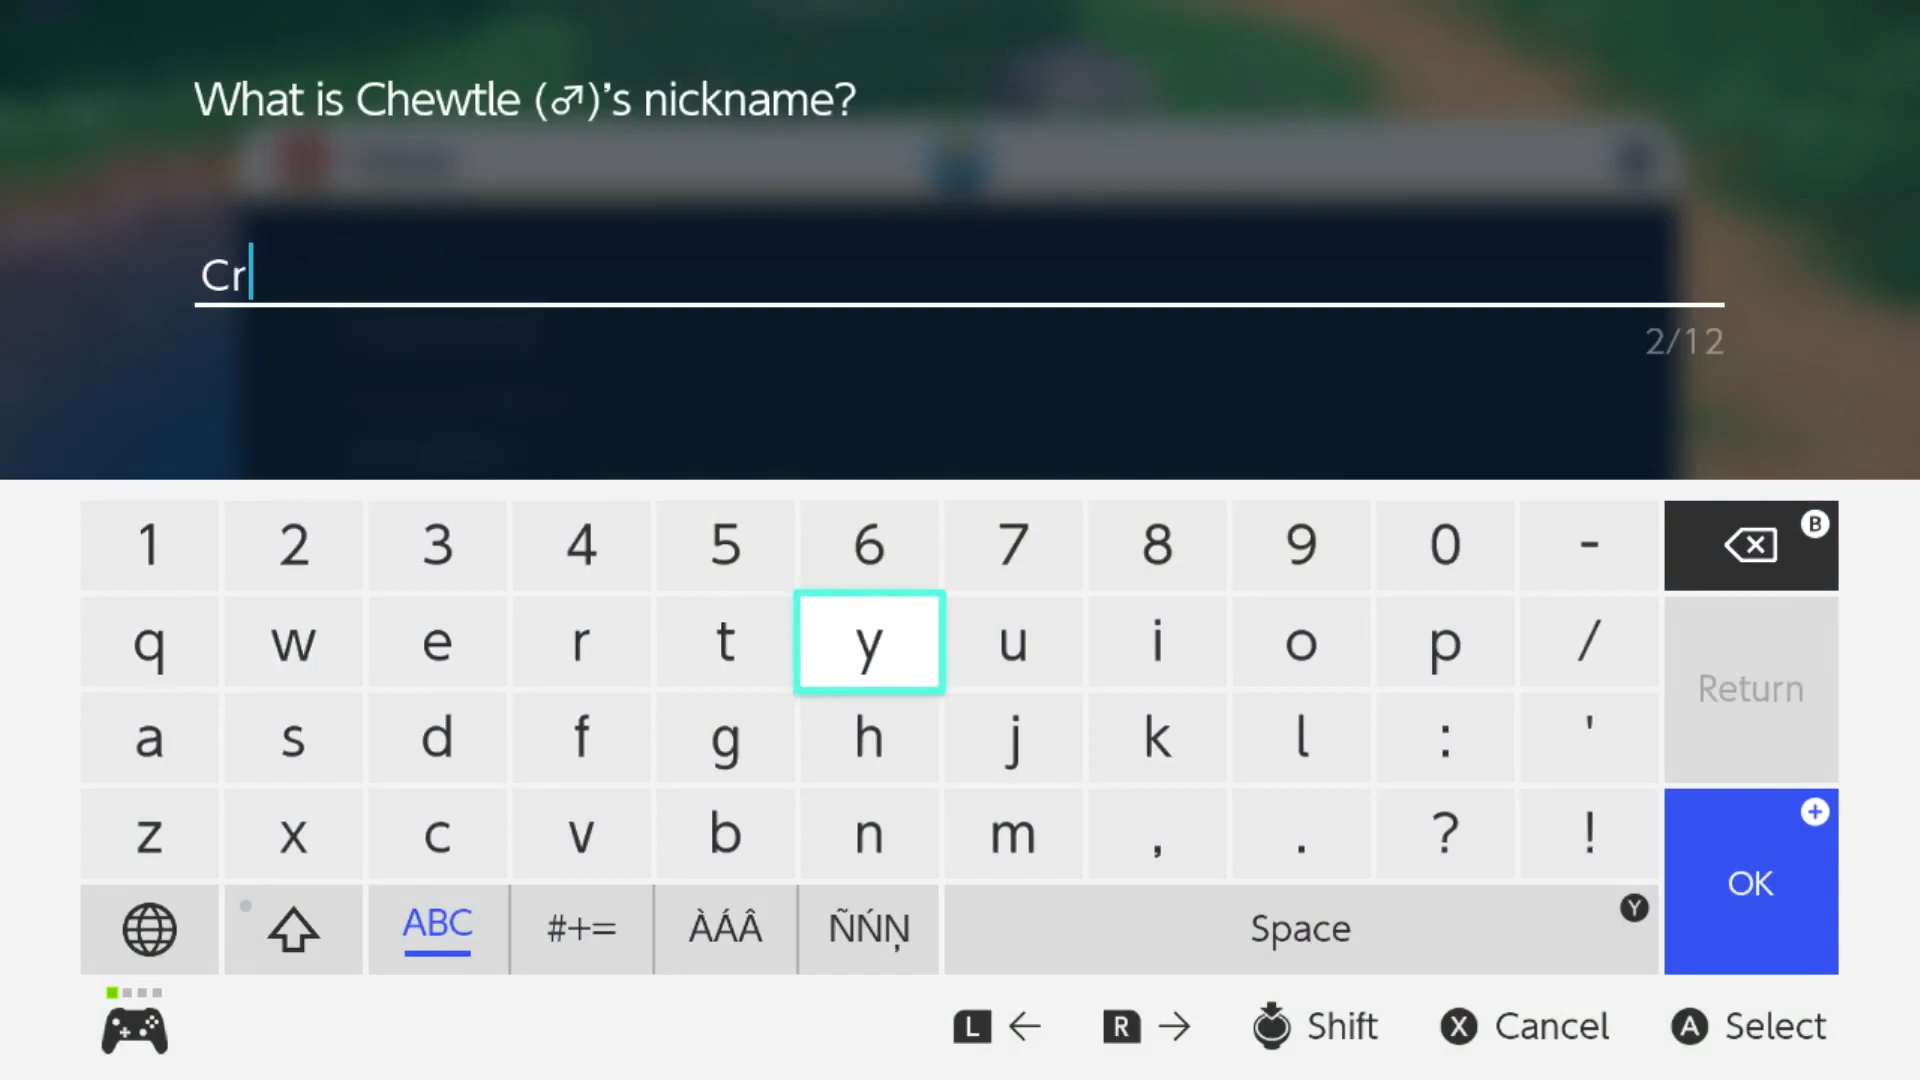 What is Chewtle (♂)'s nickname?
Cr
2/12
1 2 3 4 5 6 7 8 9 0 - B
q w e r t y u i o p /
Return
a s d f g h j k l : '
z x c v b n m , . ? ! +
OK
ABC #+= ÀÁÂ ÑŃŅ Space Y
L ← R → Shift X Cancel A Select